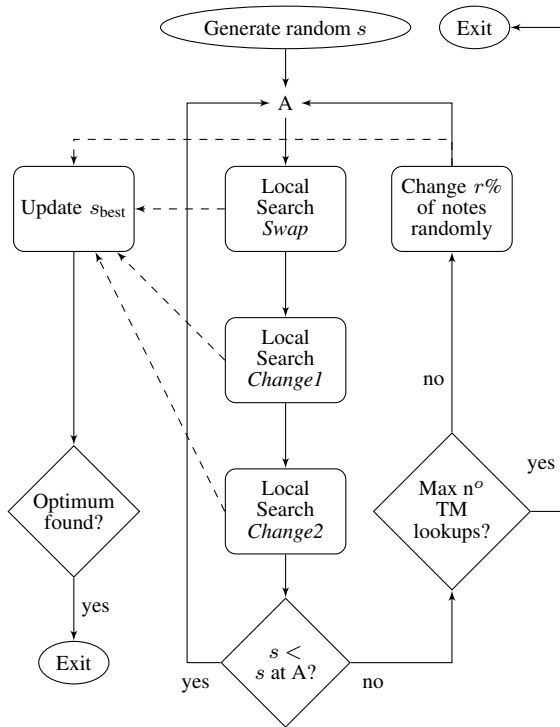 Generate random s
Exit
A
Update s_best
Local
Search
Swap
Change r%
of notes
randomly
Local
Search
Change1
no
Local
Search
Change2
Optimum
found?
Max nº
TM
lookups?
yes
yes
Exit
s <
s at A?
yes
no